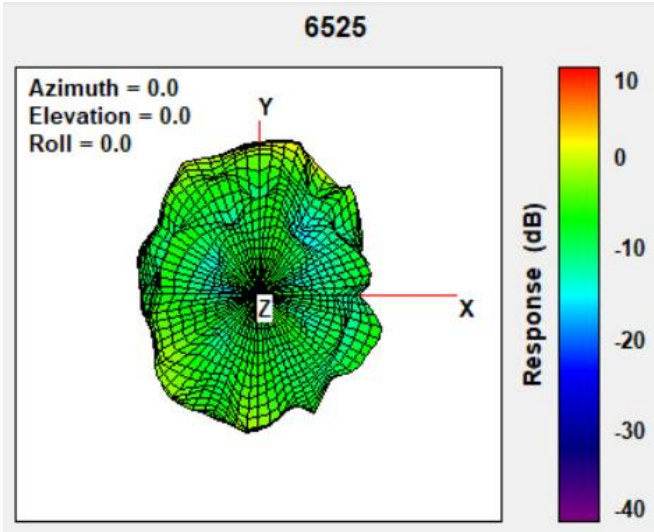 6525
Azimuth = 0.0
Elevation = 0.0
Roll = 0.0
Y
Z
X
Response (dB)
10
0
-10
-20
-30
-40